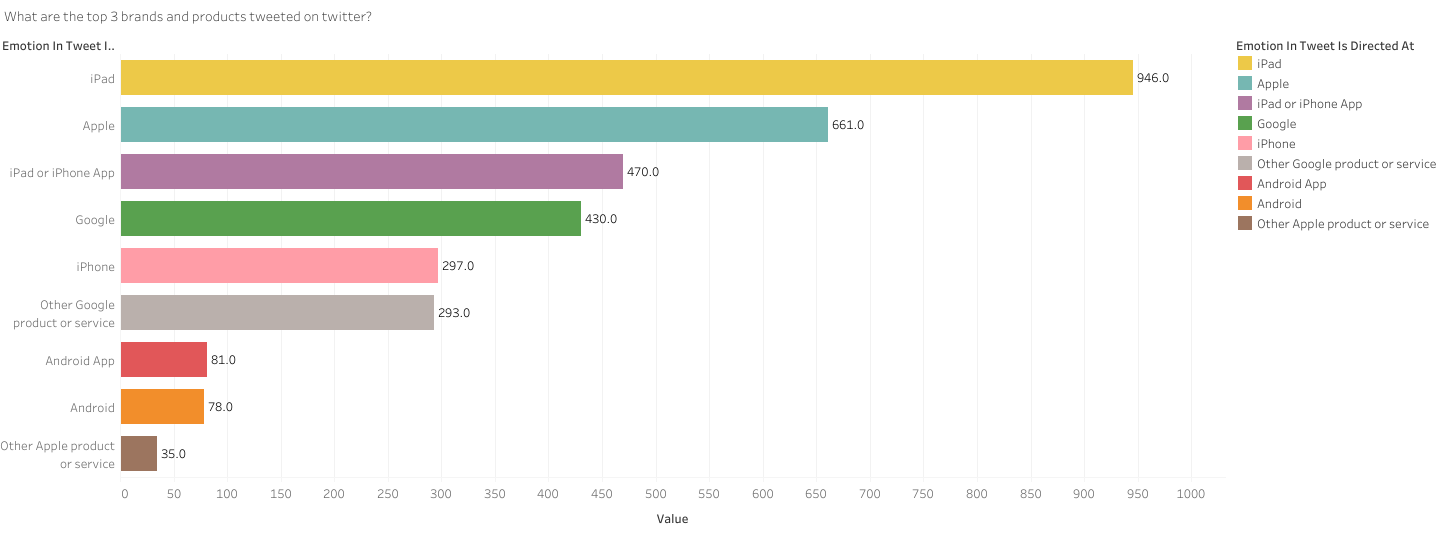 What are the top 3 brands and products tweeted on twitter?
Emotion In Tweet I..
iPad
946.0
Apple
661.0
iPad or iPhone App
470.0
Google
430.0
iPhone
297.0
Other Google
product or service
293.0
Android App
81.0
Android
78.0
Other Apple product
or service
35.0
0 50 100 150 200 250 300 350 400 450 500 550 600 650 700 750 800 850 900 950 1000
Value
Emotion In Tweet Is Directed At
iPad
Apple
iPad or iPhone App
Google
iPhone
Other Google product or service
Android App
Android
Other Apple product or service